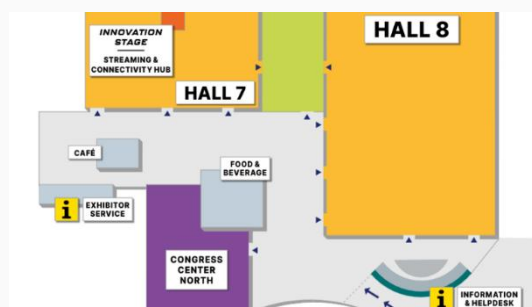 INNOVATION
STAGE
STREAMING &
CONNECTIVITY HUB
HALL 7
HALL 8
CAFÉ
FOOD &
BEVERAGE
i
EXHIBITOR
SERVICE
CONGRESS
CENTER
NORTH
i
INFORMATION
& HELPDESK